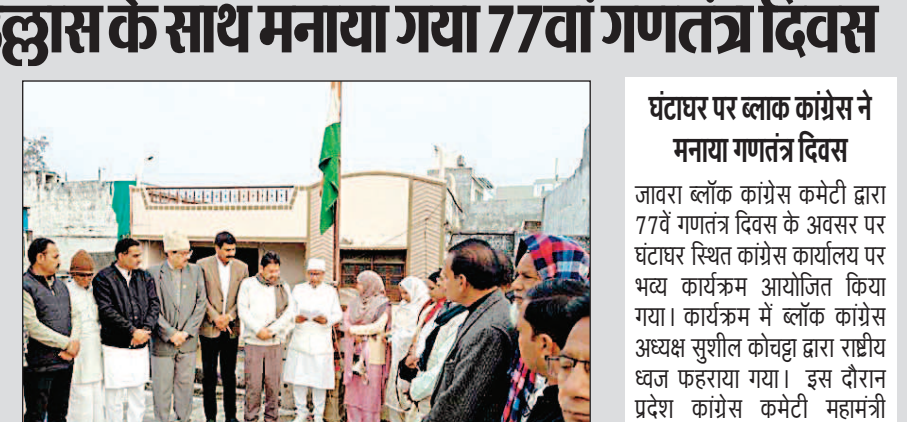 के साथ मनाया गया 77वां गणतंत्र दिवस
घंटाघर पर ब्लाक कांग्रेस ने
मनाया गणतंत्र दिवस
जावरा ब्लॉक कांग्रेस कमेटी द्वारा
77वें गणतंत्र दिवस के अवसर पर
घंटाघर स्थित कांग्रेस कार्यालय पर
भव्य कार्यक्रम आयोजित किया
गया। कार्यक्रम में ब्लॉक कांग्रेस
अध्यक्ष सुशील कोचट्टा द्वारा राष्ट्रीय
ध्वज फहराया गया। इस दौरान
प्रदेश कांग्रेस कमेटी महामंत्री